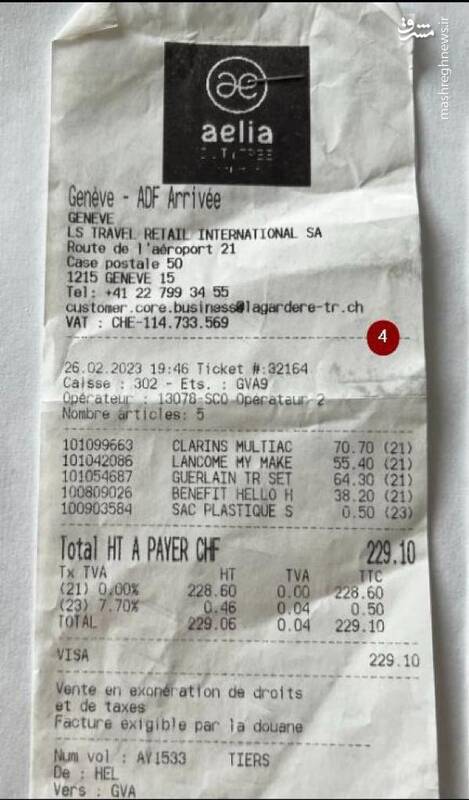 مشرق
mashreghnews.ir
ae
aelia
DUTY FREE
Genève - ADF Arrivée
GENEVE
LS TRAVEL RETAIL INTERNATIONAL SA
Route de l'aéroport 21
Case postale 50
1215 GENEVE 15
Tel: +41 22 799 34 55
customer.core.business@lagardere-tr.ch
VAT : CHE-114.733.569
4
26.02.2023 19:46 Ticket #:32164
Caisse : 302 - Ets. : GVA9
Opérateur : 13078-SCO Opérateur 2
Nombre articles: 5
101099663 CLARINS MULTIAC 70.70 (21)
101042086 LANCOME MY MAKE 55.40 (21)
101054687 GUERLAIN TR SET 64.30 (21)
100809026 BENEFIT HELLO H 38.20 (21)
100903584 SAC PLASTIQUE S 0.50 (23)
Total HT A PAYER CHF 229.10
Tx TVA HT TVA TTC
(21) 0.00% 228.60 0.00 228.60
(23) 7.70% 0.46 0.04 0.50
TOTAL 229.06 0.04 229.10
VISA 229.10
Vente en exonération de droits
et de taxes
Facture exigible par la douane
Num vol : AY1533 TIERS
De : HEL
Vers : GVA